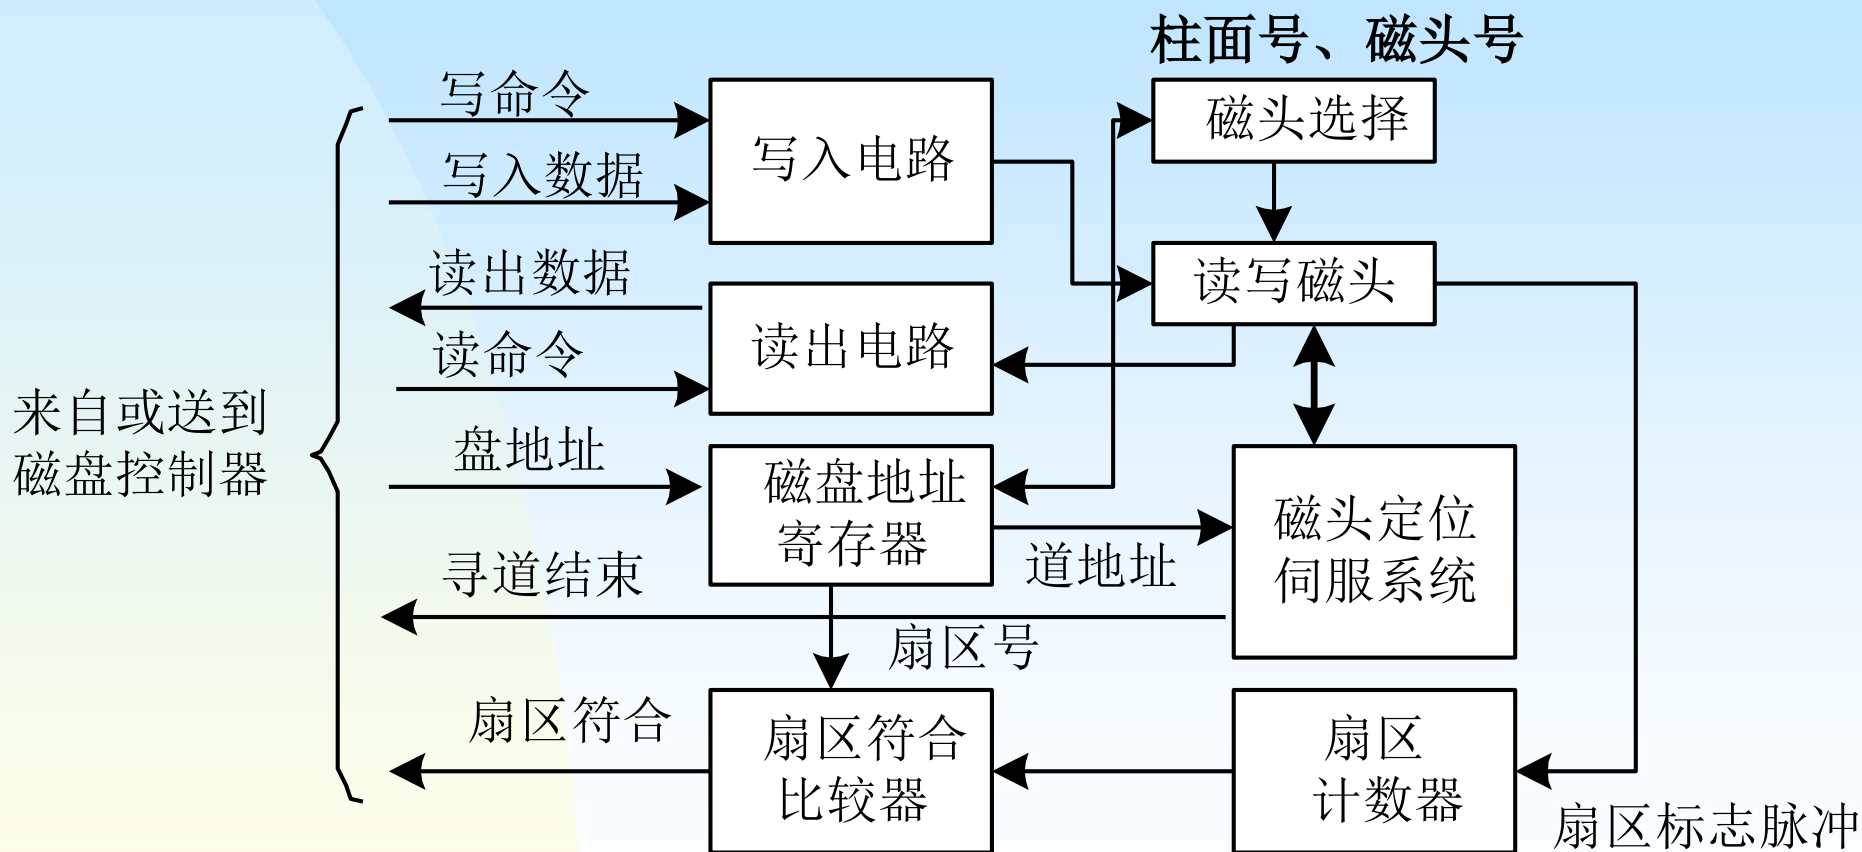 柱面号、磁头号
写命令
写入电路
磁头选择
写入数据
读出数据
读写磁头
读出电路
读命令
来自或送到
磁盘控制器
盘地址
磁盘地址
寄存器
道地址
磁头定位
伺服系统
寻道结束
扇区号
扇区符合
扇区符合
比较器
扇区
计数器
扇区标志脉冲